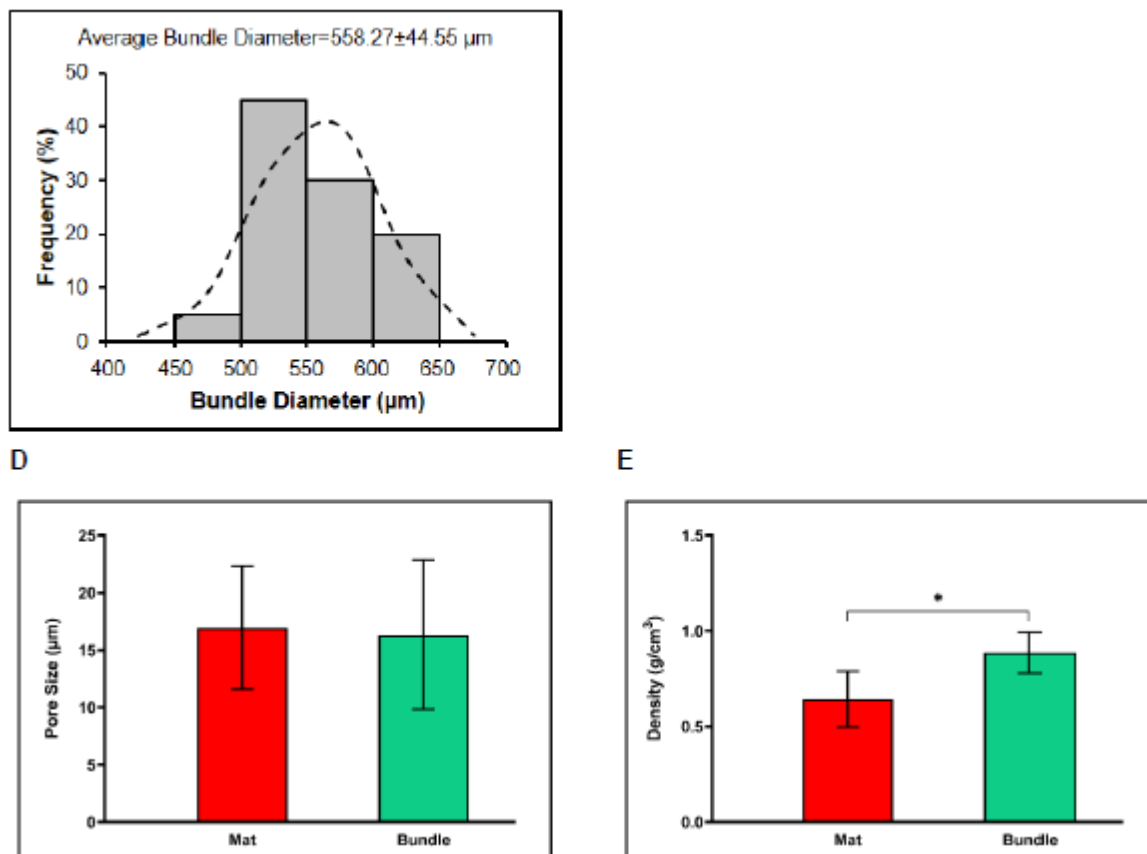 Average Bundle Diameter=558.27±44.55 µm
50
40
30
20
10
0
Frequency (%)
400 450 500 550 600 650 700
Bundle Diameter (µm)
D
E
25
20
15
10
5
0
Pore Size (µm)
Mat Bundle
1.5
1.0
0.5
0.0
Density (g/cm³)
*
Mat Bundle